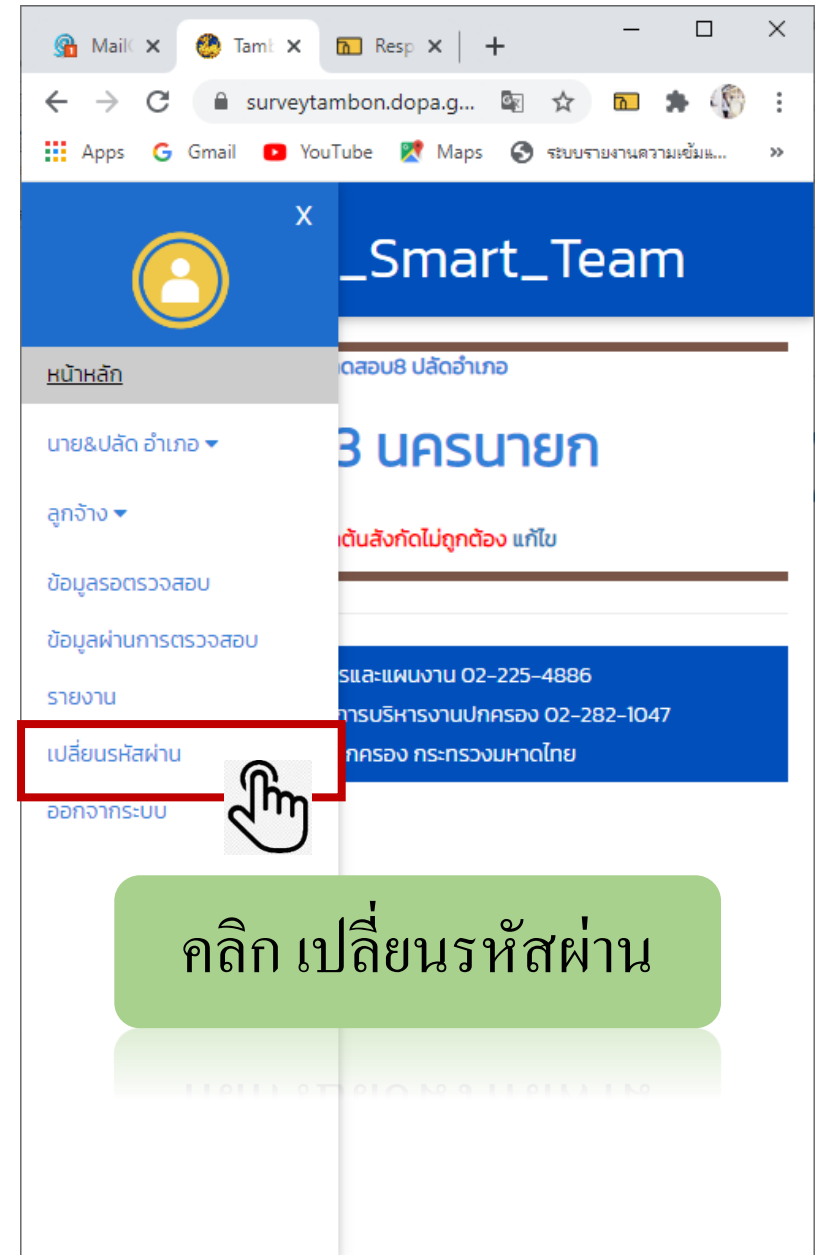 Mail
Tamb
Resp
surveytambon.dopa.g...
Apps
Gmail
YouTube
Maps
ระบบรายงานความเข้มแ...
X
_Smart_Team
หน้าหลัก
ดสอบ8 ปลัดอำเภอ
นาย&ปลัด อำเภอ
3 นครนายก
ลูกจ้าง
ต้นสังกัดไม่ถูกต้อง แก้ไข
ข้อมูลรอตรวจสอบ
ข้อมูลผ่านการตรวจสอบ
รและแผนงาน 02-225-4886
รายงาน
การบริหารงานปกครอง 02-282-1047
เปลี่ยนรหัสผ่าน
กครอง กระทรวงมหาดไทย
ออกจากระบบ
คลิก เปลี่ยนรหัสผ่าน